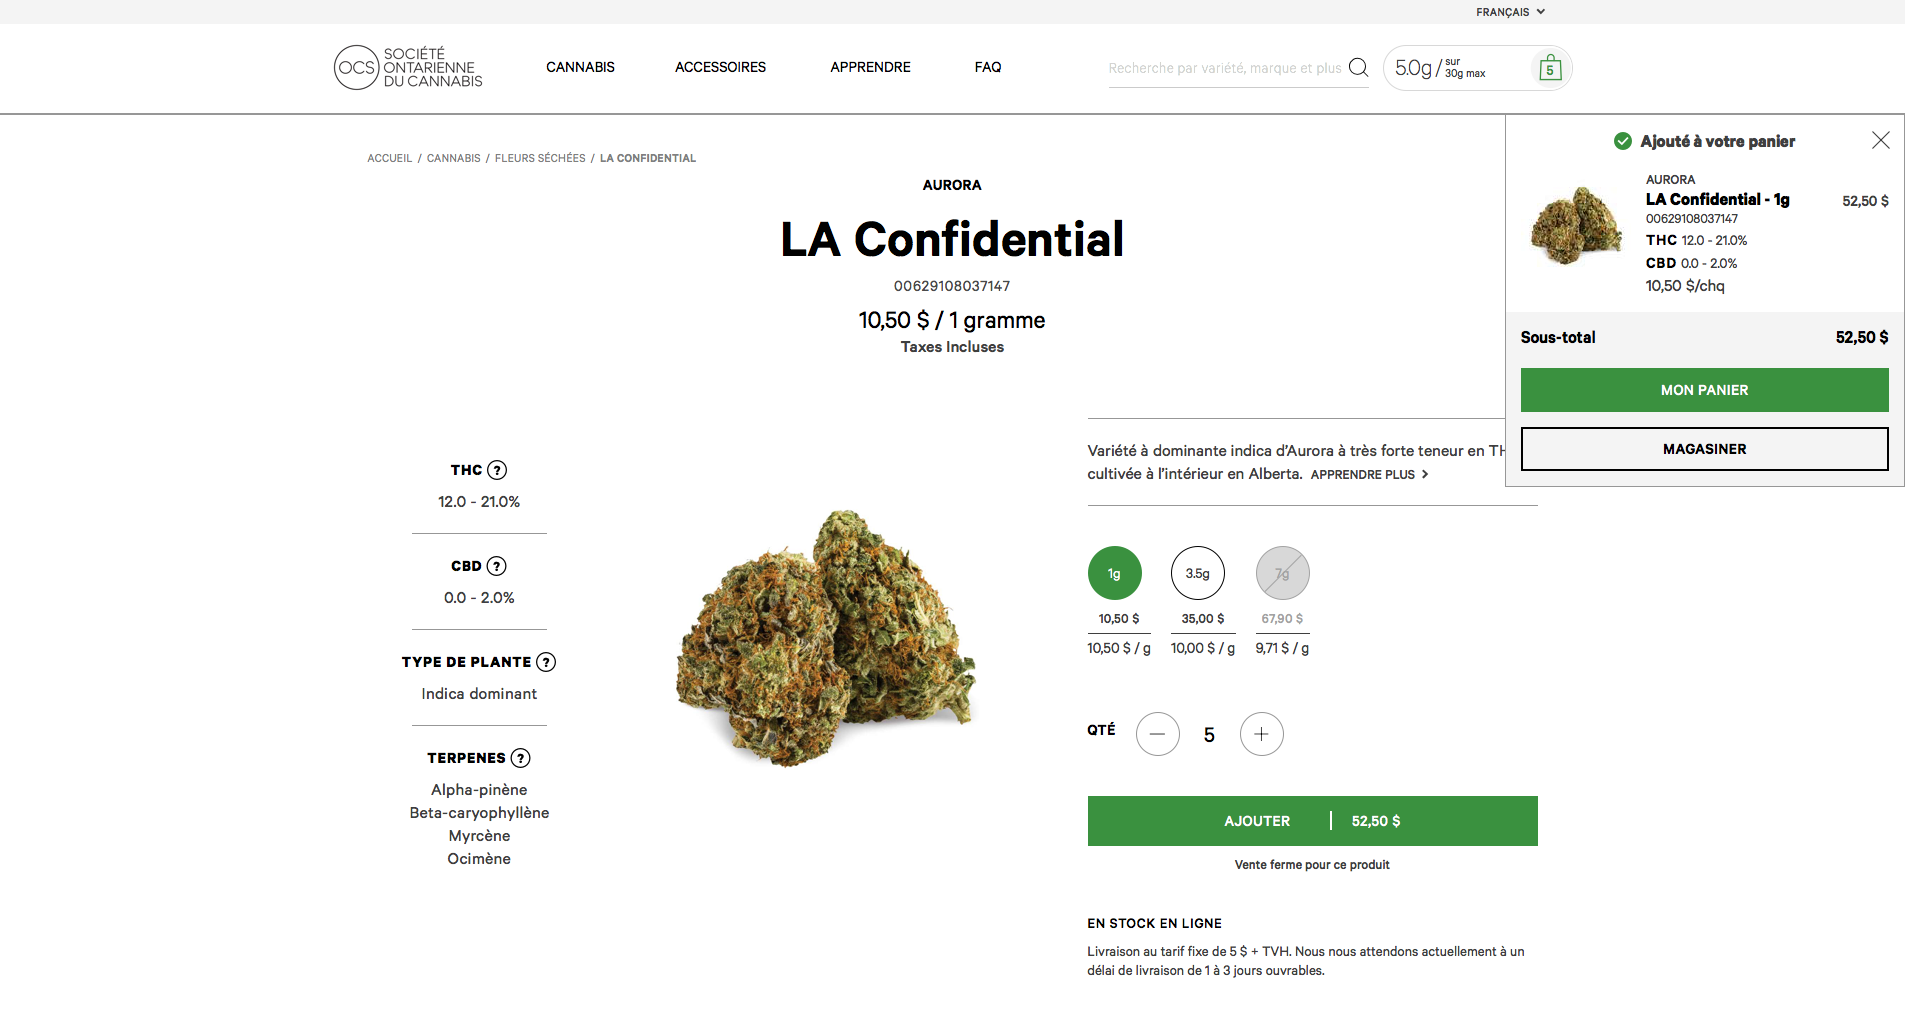 FRANÇAIS
OCS
SOCIÉTÉ
ONTARIENNE
DU CANNABIS
CANNABIS
ACCESSOIRES
APPRENDRE
FAQ
Recherche par variété, marque et plus
5.0g / sur
30g max
5
ACCUEIL / CANNABIS / FLEURS SÉCHÉES / LA CONFIDENTIAL
AURORA
LA Confidential
00629108037147
10,50 $ / 1 gramme
Taxes Incluses
Ajouté à votre panier
AURORA
LA Confidential - 1g
52,50 $
00629108037147
THC 12.0 - 21.0%
CBD 0.0 - 2.0%
10,50 $/chq
Sous-total 52,50 $
MON PANIER
MAGASINER
THC ?
12.0 - 21.0%
CBD ?
0.0 - 2.0%
TYPE DE PLANTE ?
Indica dominant
TERPENES ?
Alpha-pinène
Beta-caryophyllène
Myrcène
Ocimène
Variété à dominante indica d’Aurora à très forte teneur en TH
cultivée à l’intérieur en Alberta. APPRENDRE PLUS >
1g 3.5g 7g
10,50 $ 35,00 $ 67,90 $
10,50 $ / g 10,00 $ / g 9,71 $ / g
QTÉ — 5 +
AJOUTER | 52,50 $
Vente ferme pour ce produit
EN STOCK EN LIGNE
Livraison au tarif fixe de 5 $ + TVH. Nous nous attendons actuellement à un
délai de livraison de 1 à 3 jours ouvrables.